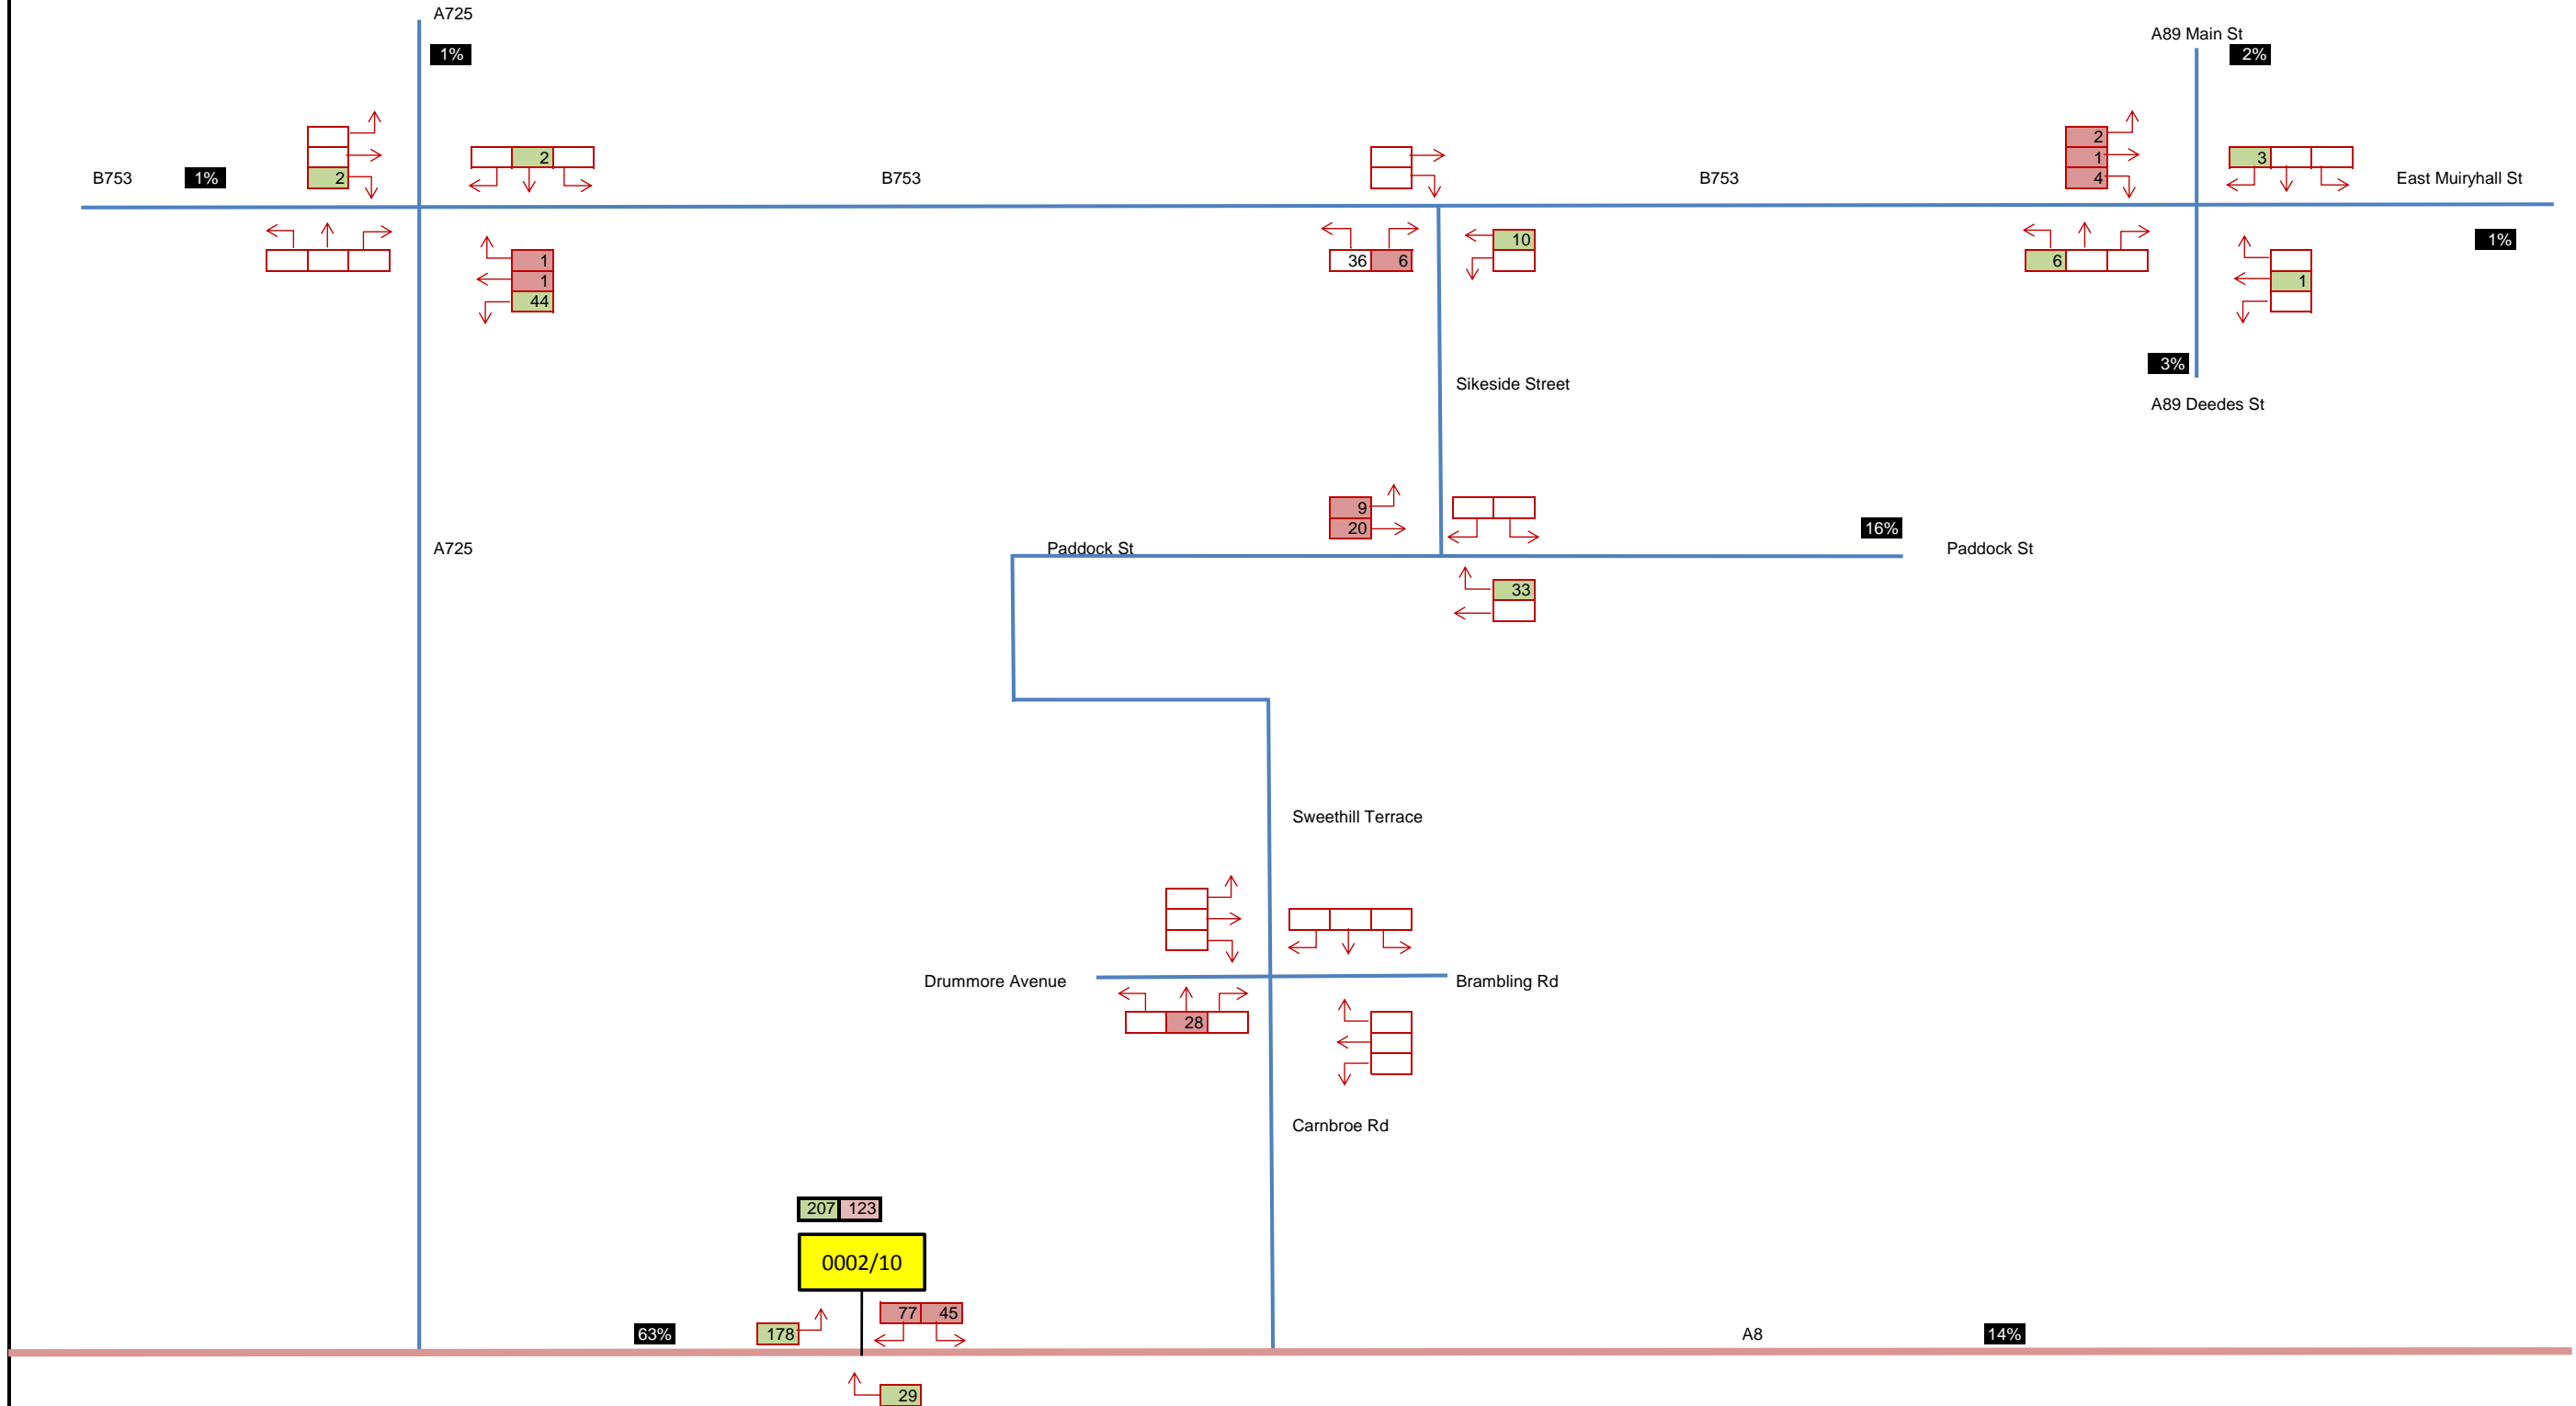 A725
A89 Main St
1%
2%
2
2
2
3
1
B753
1%
2
B753
B753
4
East Muiryhall St
10
1%
1
36
6
6
1
1
44
3%
Sikeside Street
A89 Deedes St
9
20
16%
A725
Paddock St
Paddock St
33
Sweethill Terrace
Drummore Avenue
Brambling Rd
28
Carnbroe Rd
207
123
0002/10
77
45
63%
178
A8
14%
29